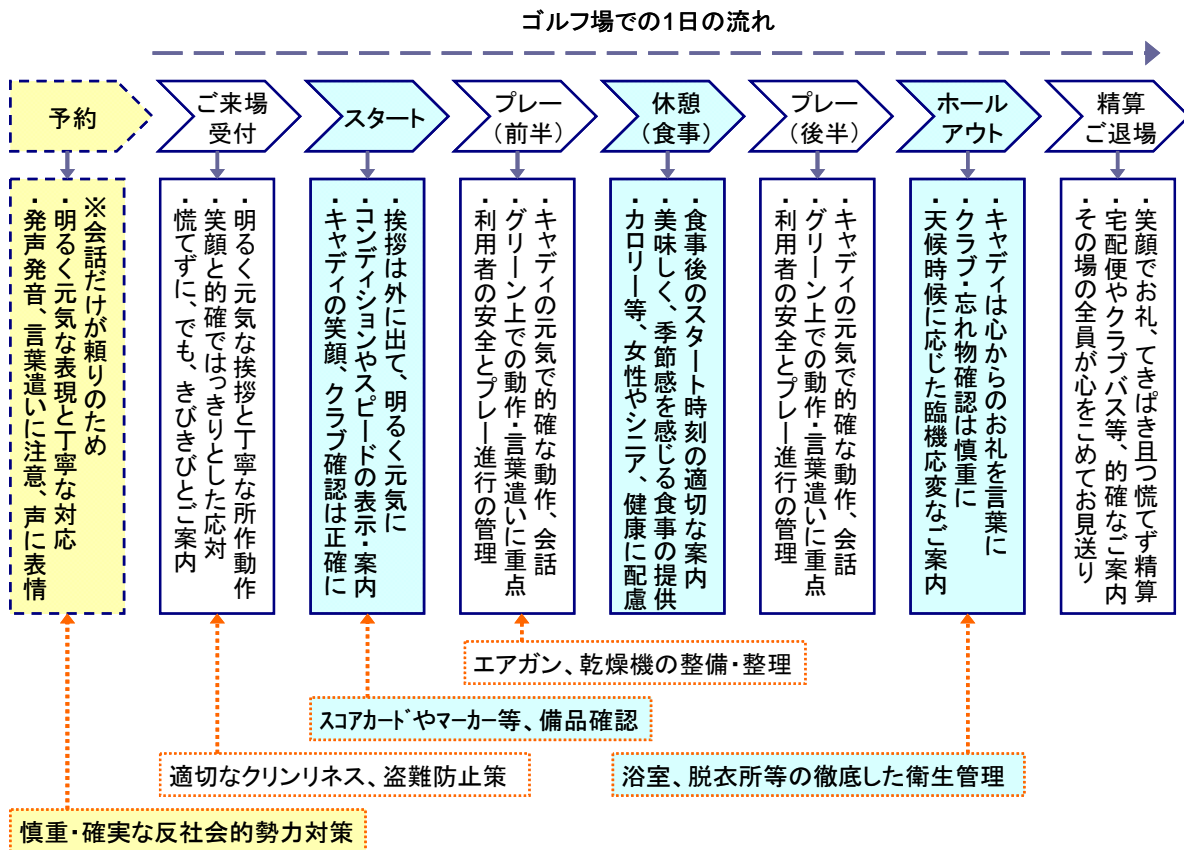 ゴルフ場での1日の流れ
予約
ご来場
受付
スタート
プレー
(前半)
休憩
(食事)
プレー
(後半)
ホール
アウト
精算
ご退場
※会話だけが頼りのため
・明るく元気な表現と丁寧な対応
・発声発音、言葉遣いに注意、声に表情
・明るく元気な挨拶と丁寧な所作動作
・笑顔と的確ではっきりとした応対
・慌てずに、でも、きびきびとご案内
・挨拶は外に出て、明るく元気に
・コンディションやスピードの表示・案内
・キャディの笑顔、クラブ確認は正確に
・キャディの元気で的確な動作、会話
・グリーン上での動作・言葉遣いに重点
・利用者の安全とプレー進行の管理
・食事後のスタート時刻の適切な案内
・美味しく、季節感を感じる食事の提供
・カロリー等、女性やシニア、健康に配慮
・キャディの元気で的確な動作、会話
・グリーン上での動作・言葉遣いに重点
・利用者の安全とプレー進行の管理
・キャディは心からのお礼を言葉に
・クラブ・忘れ物確認は慎重に
・天候時候に応じた臨機応変なご案内
・笑顔でお礼、てきぱき且つ慌てず精算
・宅配便やクラブバス等、的確なご案内
・その場の全員が心をこめてお見送り
エアガン、乾燥機の整備・整理
スコアカードやマーカー等、備品確認
適切なクリンリネス、盗難防止策
浴室、脱衣所等の徹底した衛生管理
慎重・確実な反社会的勢力対策